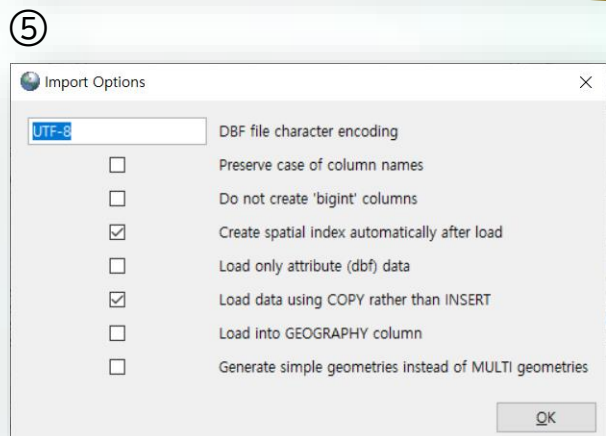 ⑤
Import Options
UTF-8 DBF file character encoding
Preserve case of column names
Do not create 'bigint' columns
Create spatial index automatically after load
Load only attribute (dbf) data
Load data using COPY rather than INSERT
Load into GEOGRAPHY column
Generate simple geometries instead of MULTI geometries
OK